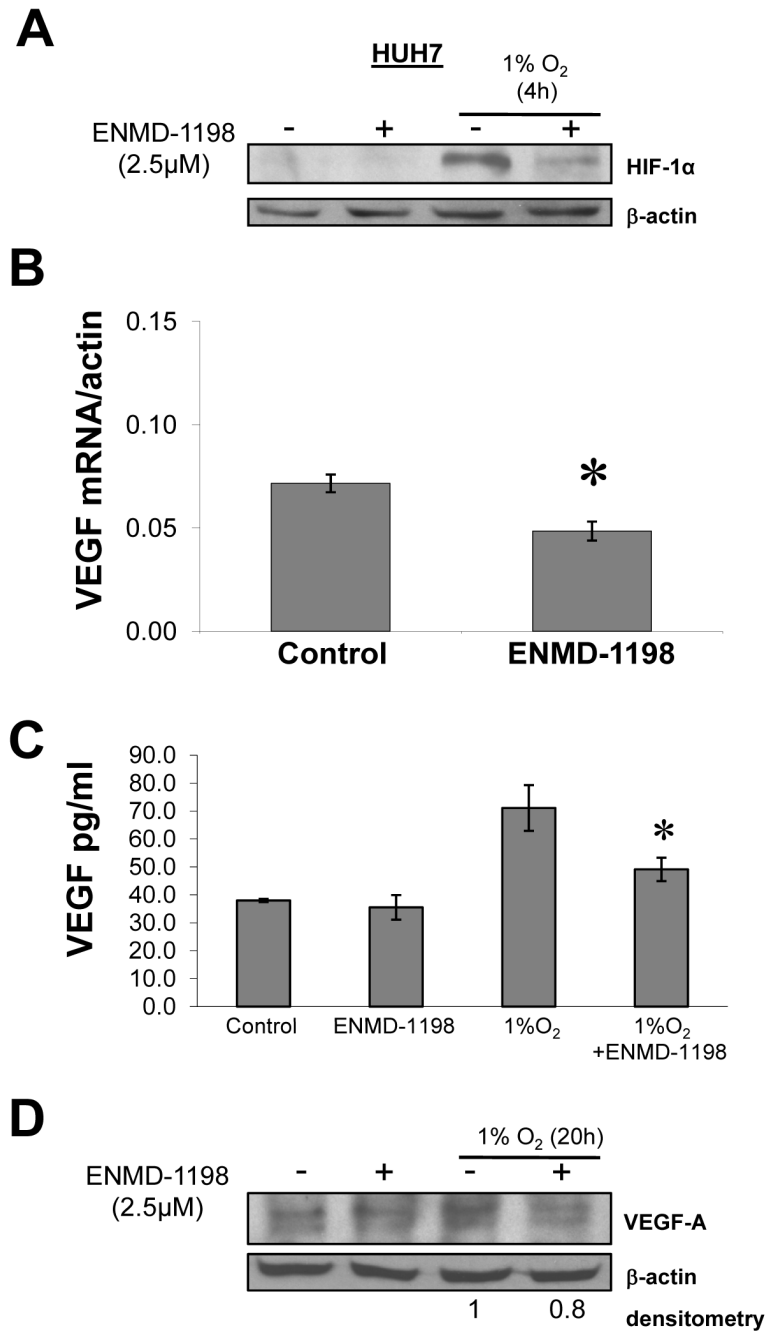 A
HUH7
1% O₂
(4h)
ENMD-1198 - + - +
(2.5µM)
HIF-1α
β-actin
B
VEGF mRNA/actin
0.15
0.10
0.05
0.00
*
Control ENMD-1198
C
VEGF pg/ml
90.0
80.0
70.0
60.0
50.0
40.0
30.0
20.0
10.0
0.0
*
Control ENMD-1198 1%O₂ 1%O₂
+ENMD-1198
D
1% O₂ (20h)
ENMD-1198 - + - +
(2.5µM)
VEGF-A
β-actin
1 0.8 densitometry